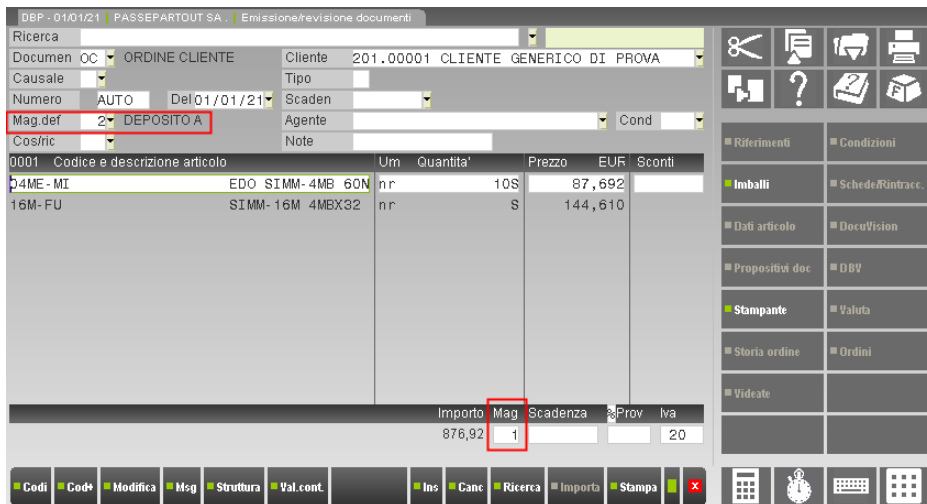 DBP - 01/01/21 PASSEPARTOUT SA . Emissione/revisione documenti
Ricerca
Documen OC ORDINE CLIENTE Cliente 201.00001 CLIENTE GENERICO DI PROVA
Causale Tipo
Numero AUTO Del 01/01/21 Scaden
Mag.def 2 DEPOSITO A Agente Cond
Cos/ric Note
0001 Codice e descrizione articolo Um Quantita' Prezzo EUR Sconti
04ME-MI EDO SIMM-4MB 60N nr 10S 87,692
16M-FU SIMM-16M 4MBX32 nr S 144,610
Importo Mag Scadenza %Prov Iva
876,92 1 20
Riferimenti Condizioni
Imballi Schede/Rintracc.
Dati articolo DocuVision
Propositivi doc DBV
Stampante Valuta
Storia ordine Ordini
Videate
Codi Cod+ Modifica Msg Struttura Val.cont. Ins Canc Ricerca Importa Stampa